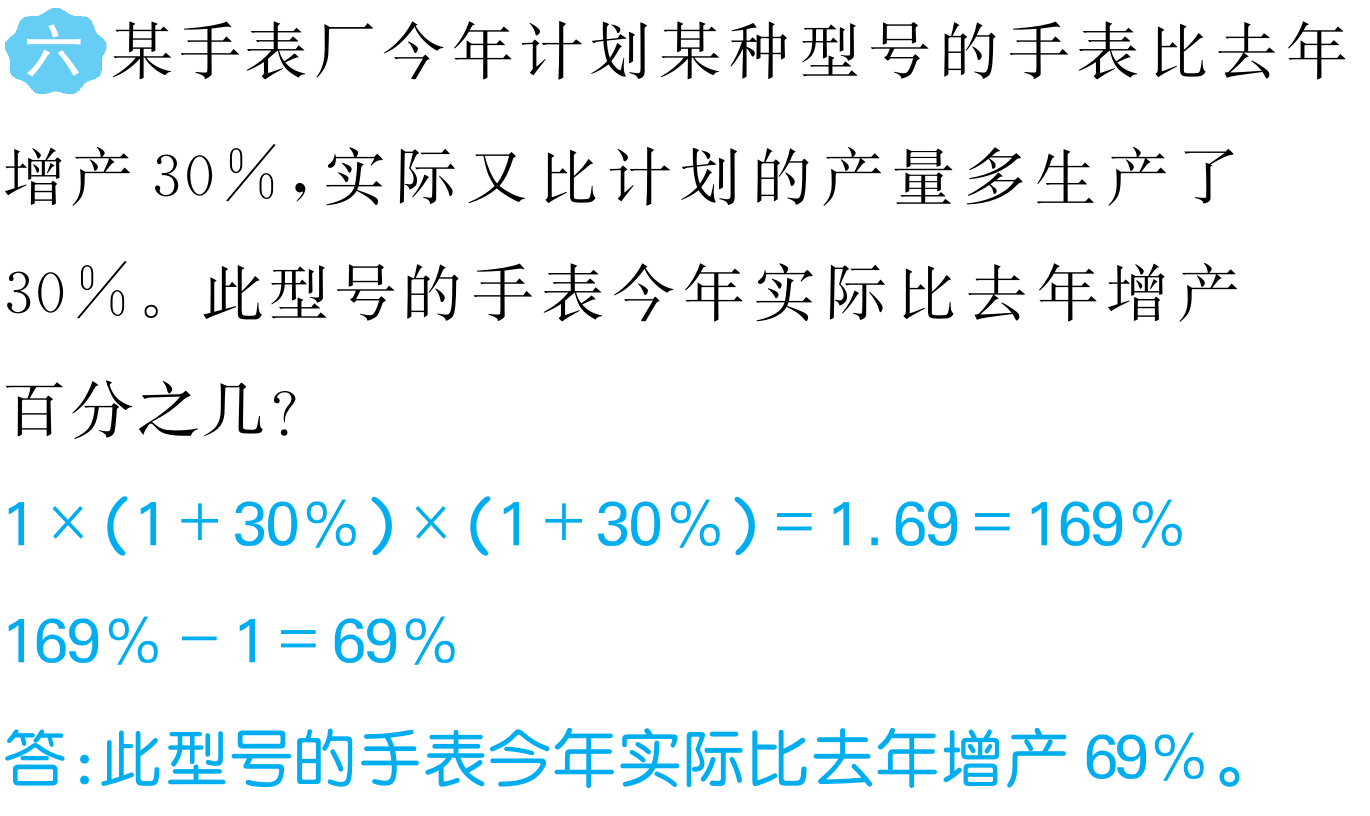 六 某手表厂今年计划某种型号的手表比去年
增产 30%,实际又比计划的产量多生产了
30%。此型号的手表今年实际比去年增产
百分之几?
1×(1+30%)×(1+30%)=1.69=169%
169%-1=69%
答:此型号的手表今年实际比去年增产 69%。